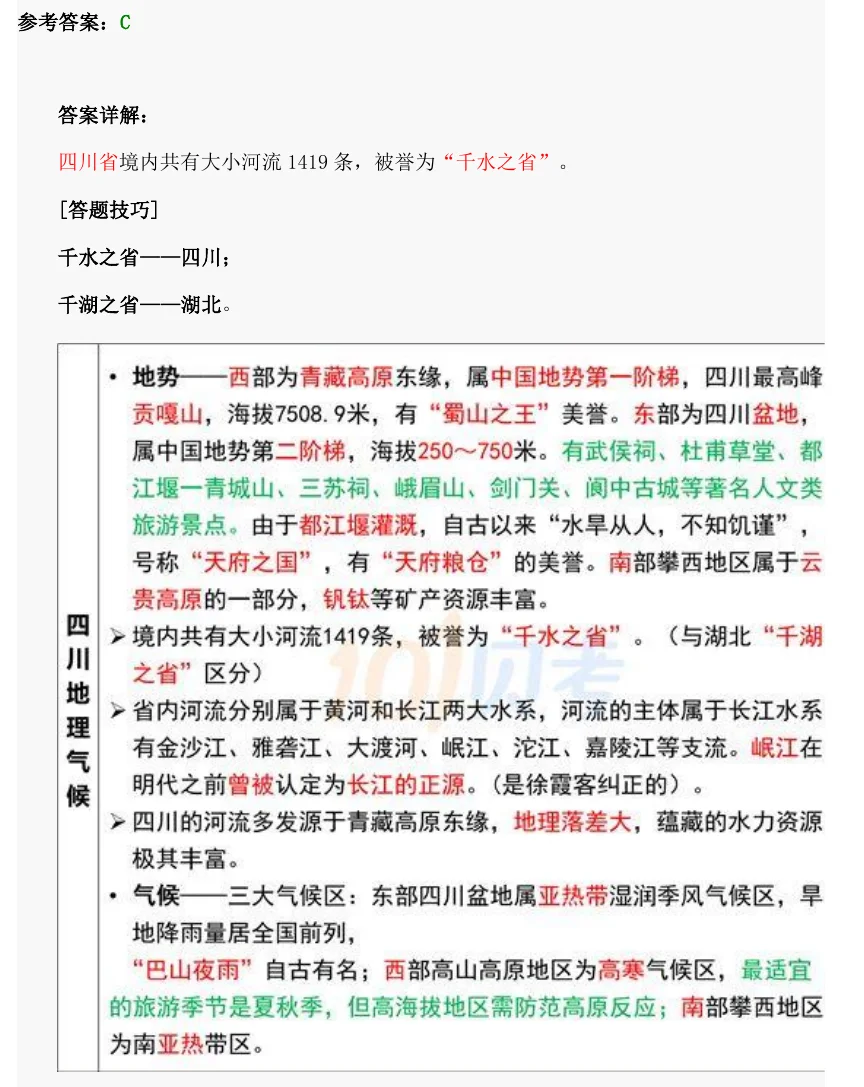 参考答案：C
答案详解：
四川省境内共有大小河流 1419 条，被誉为“千水之省”。
[答题技巧]
千水之省——四川；
千湖之省——湖北。
四川地理气候
• 地势——西部为青藏高原东缘，属中国地势第一阶梯，四川最高峰
贡嘎山，海拔7508.9米，有“蜀山之王”美誉。东部为四川盆地，
属中国地势第二阶梯，海拔250～750米。有武侯祠、杜甫草堂、都
江堰—青城山、三苏祠、峨眉山、剑门关、阆中古城等著名人文类
旅游景点。由于都江堰灌溉，自古以来“水旱从人，不知饥谨”，
号称“天府之国”，有“天府粮仓”的美誉。南部攀西地区属于云
贵高原的一部分，钒钛等矿产资源丰富。
➢ 境内共有大小河流1419条，被誉为“千水之省”。（与湖北“千湖
之省”区分）
➢ 省内河流分别属于黄河和长江两大水系，河流的主体属于长江水系
有金沙江、雅砻江、大渡河、岷江、沱江、嘉陵江等支流。岷江在
明代之前曾被认定为长江的正源。（是徐霞客纠正的）。
➢ 四川的河流多发源于青藏高原东缘，地理落差大，蕴藏的水力资源
极其丰富。
• 气候——三大气候区：东部四川盆地属亚热带湿润季风气候区，旱
地降雨量居全国前列，
“巴山夜雨”自古有名；西部高山高原地区为高寒气候区，最适宜
的旅游季节是夏秋季，但高海拔地区需防范高原反应；南部攀西地区
为南亚热带区。
101闪考